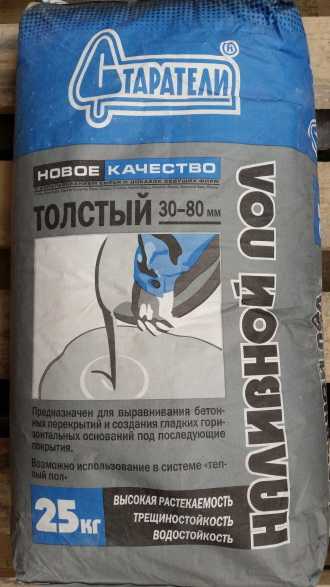 СТАРАТЕЛИ
®
НОВОЕ КАЧЕСТВО
ТОЛСТЫЙ 30–80 мм
НАЛИВНОЙ ПОЛ
Предназначен для выравнивания бетон-
ных перекрытий и создания гладких гори-
зонтальных оснований под последующие
покрытия.
Возможно использование в системе «теп-
лый пол»
25кг
ВЫСОКАЯ РАСТЕКАЕМОСТЬ
ТРЕЩИНОСТОЙКОСТЬ
ВОДОСТОЙКОСТЬ